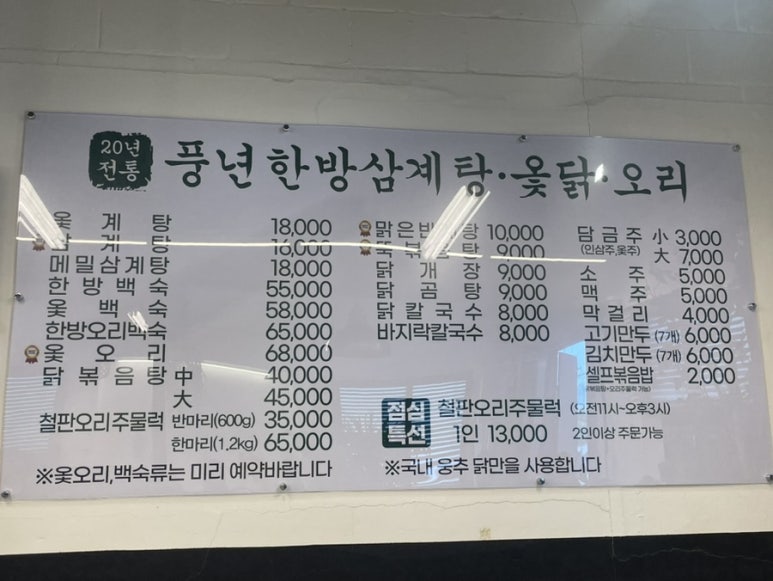 20년
전통
풍년한방삼계탕·옻닭·오리
옻계탕 18,000
삼계탕 16,000
메밀삼계탕 18,000
한방백숙 55,000
옻백숙 58,000
한방오리백숙 65,000
옻오리 68,000
닭볶음탕 中 40,000
大 45,000
철판오리주물럭 반마리(600g) 35,000
한마리(1,2kg) 65,000
※옻오리,백숙류는 미리 예약바랍니다
맑은 10,000
9,000
닭개장 9,000
닭곰탕 9,000
닭칼국수 8,000
바지락칼국수 8,000
담금주 小 3,000
(인삼주,옻주) 大 7,000
소주 5,000
맥주 5,000
막걸리 4,000
고기만두 (7개) 6,000
김치만두 (7개) 6,000
셀프볶음밥 2,000
점심
특선
철판오리주물럭 (오전11시~오후3시)
1인 13,000 2인이상 주문가능
※국내 웅추 닭만을 사용합니다